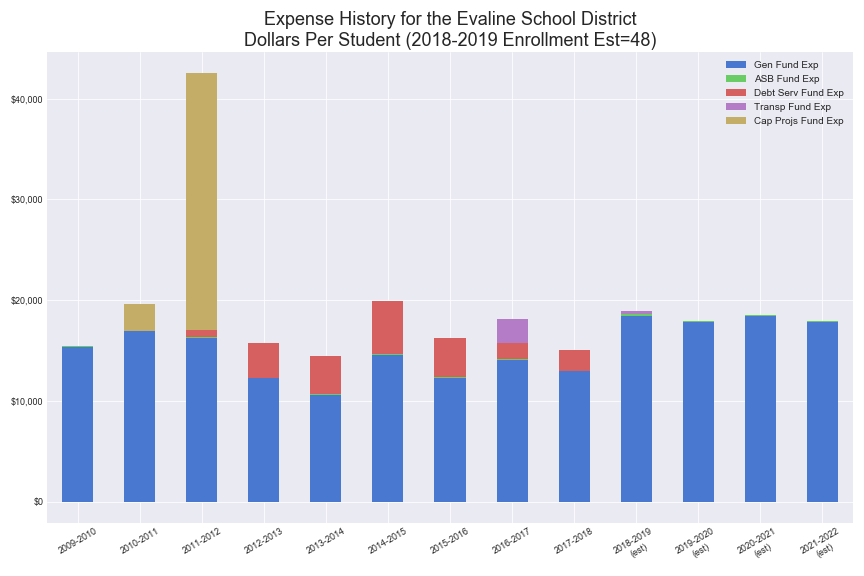 Expense History for the Evaline School District
Dollars Per Student (2018-2019 Enrollment Est=48)
Gen Fund Exp
ASB Fund Exp
Debt Serv Fund Exp
Transp Fund Exp
Cap Projs Fund Exp
$40,000
$30,000
$20,000
$10,000
$0
2009-2010
2010-2011
2011-2012
2012-2013
2013-2014
2014-2015
2015-2016
2016-2017
2017-2018
2018-2019
(est)
2019-2020
(est)
2020-2021
(est)
2021-2022
(est)